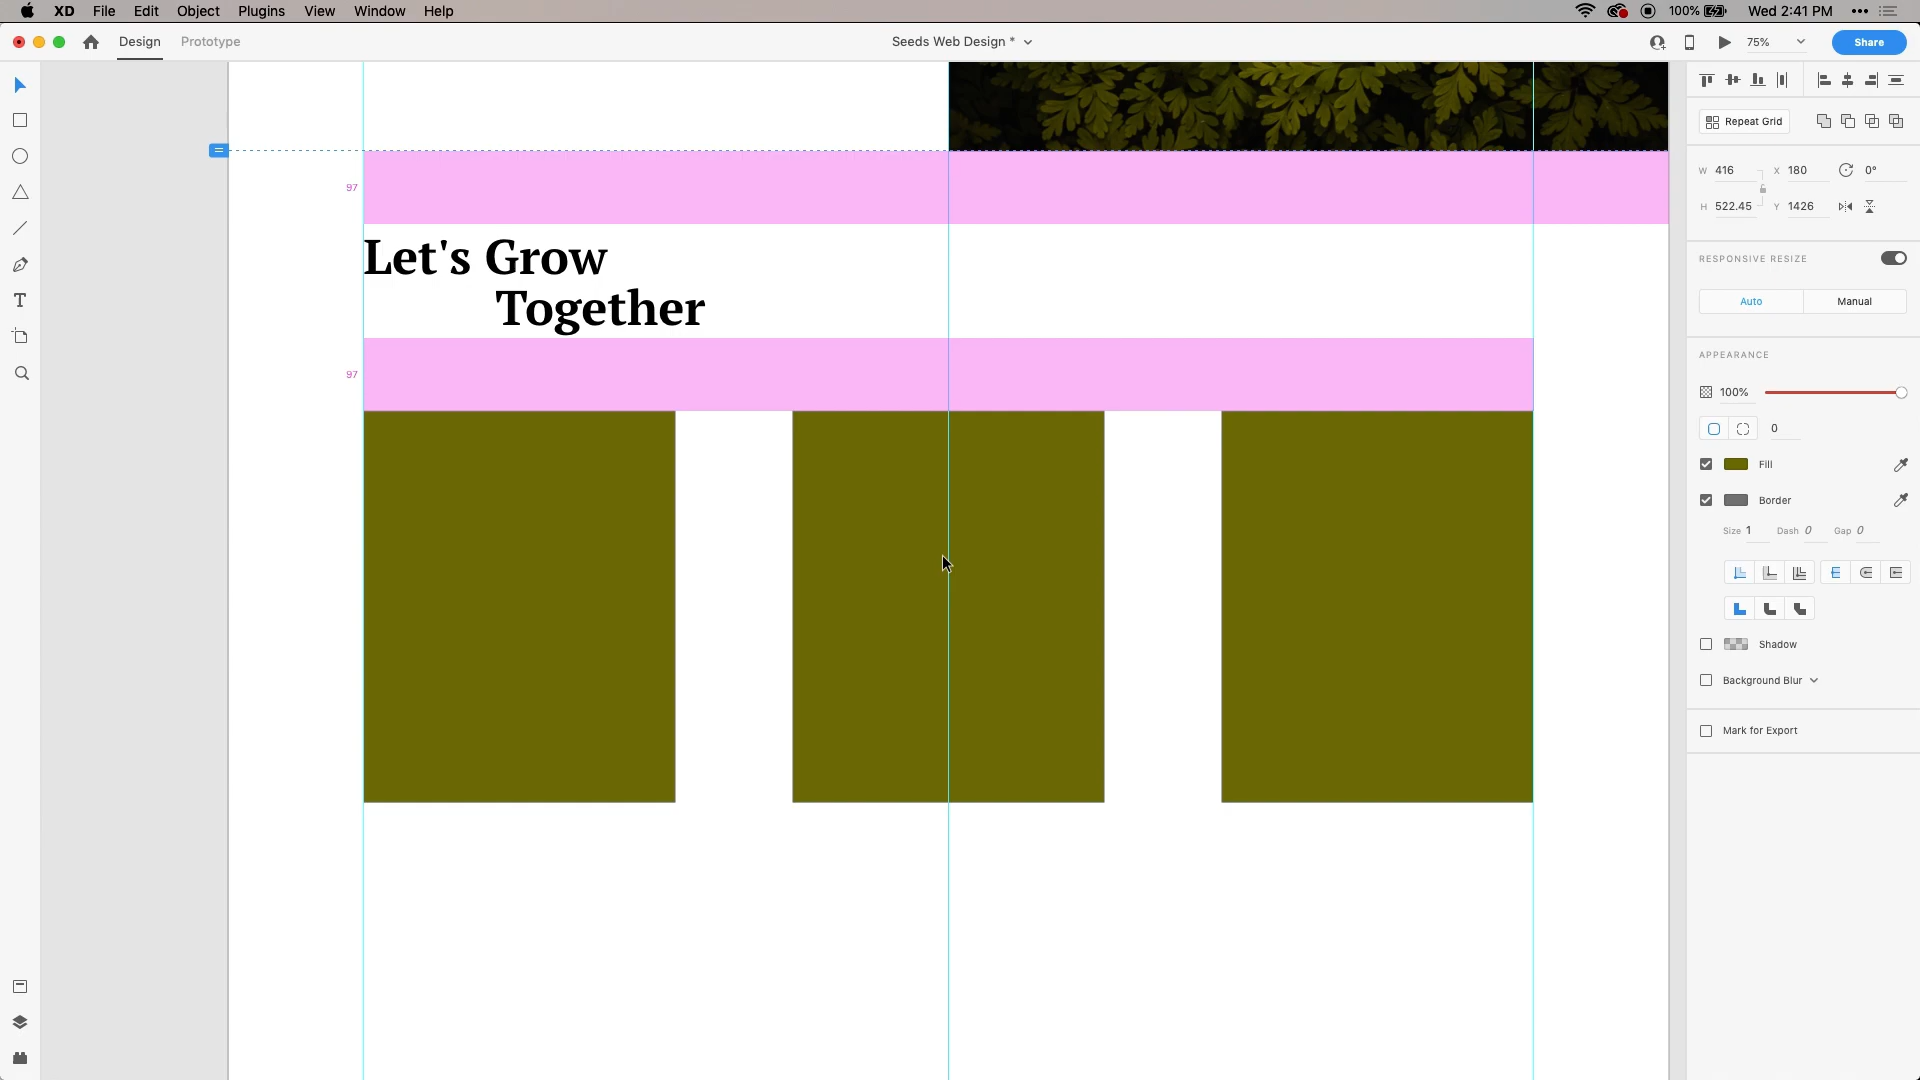 XD File Edit Object Plugins View Window Help
100% Wed 2:41 PM
Design Prototype
Seeds Web Design *
75%
Share
Repeat Grid
W 416 X 180 0°
H 522.45 Y 1426
RESPONSIVE RESIZE
Auto Manual
APPEARANCE
100%
0
Fill
Border
Size 1 Dash 0 Gap 0
Shadow
Background Blur
Mark for Export
T
97
Let's Grow
Together
97